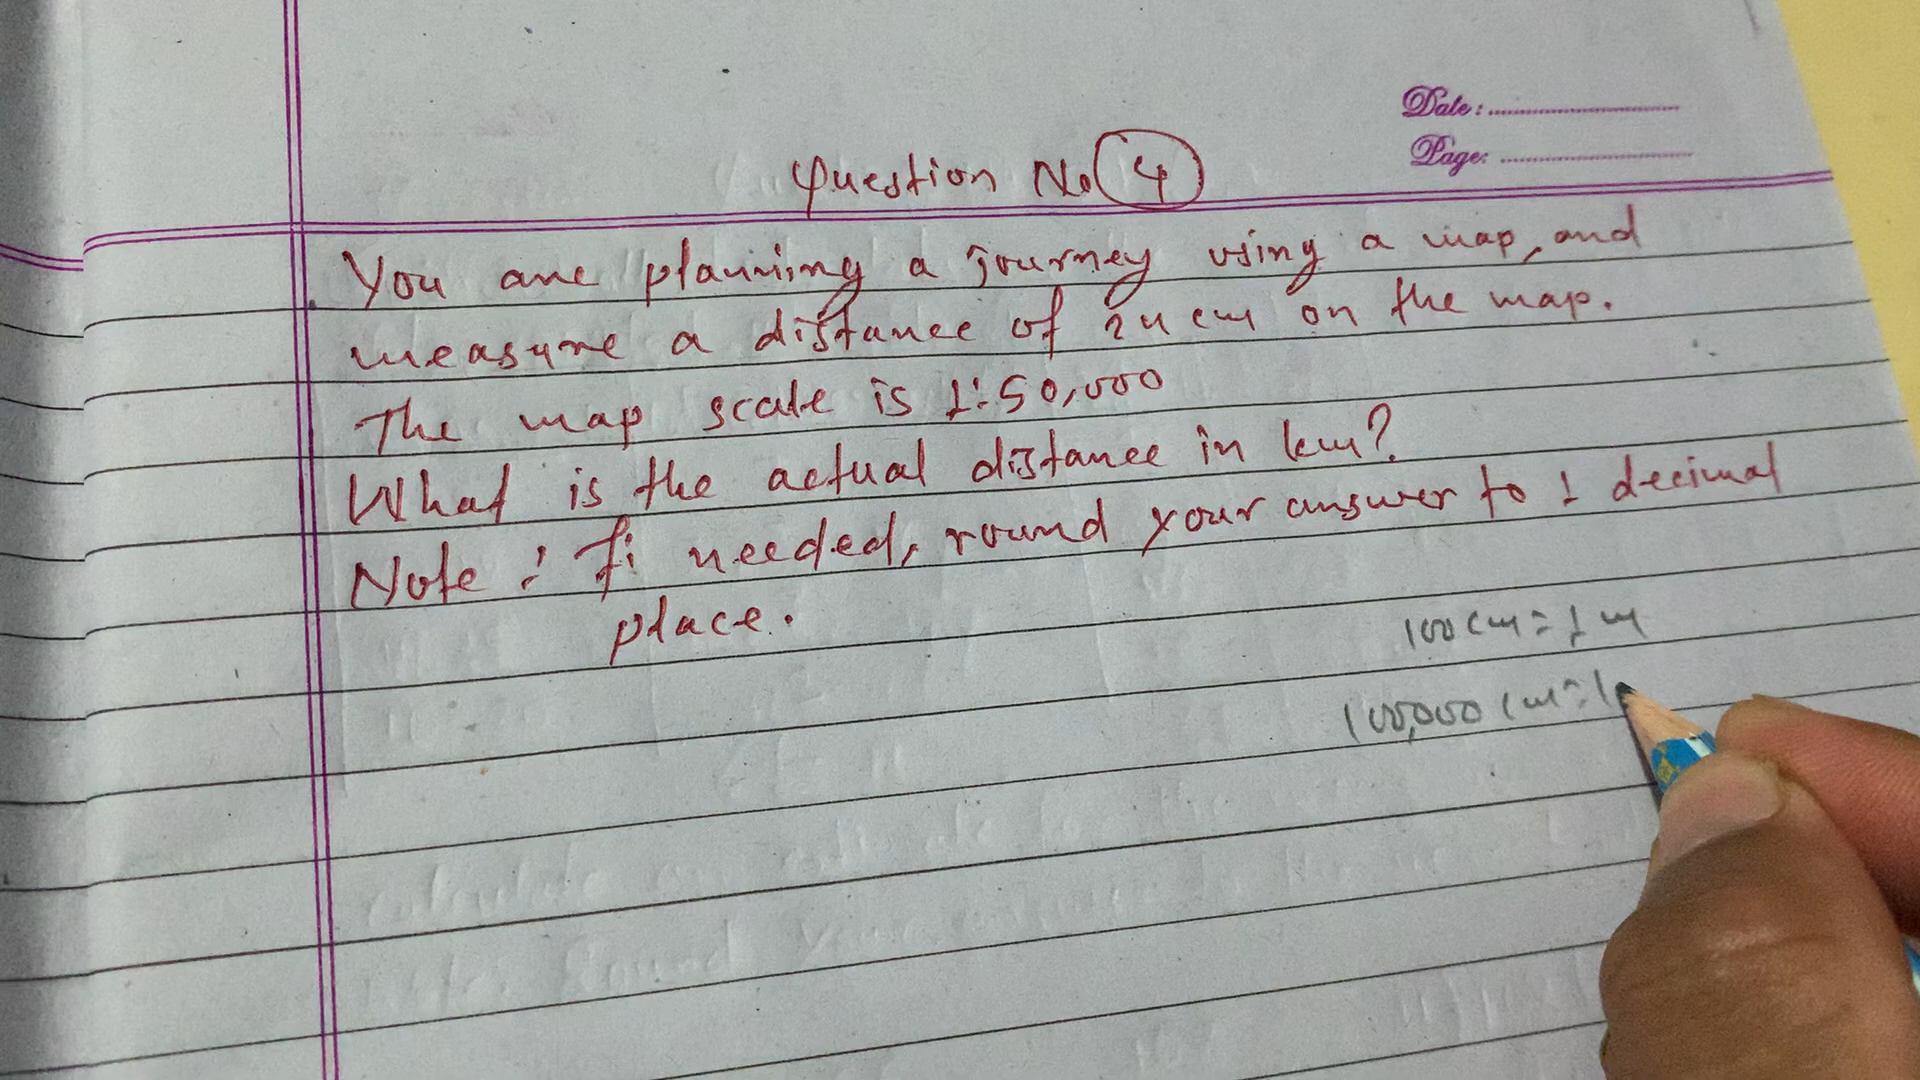 Date:
Page:
Question No 4
You are planning a journey using a map, and
measure a distance of 24 cm on the map.
The map scale is 1:50,000
What is the actual distance in km?
Note : If needed, round your answer to 1 decimal
place.
100 cm = 1 m
100,000 cm = 1